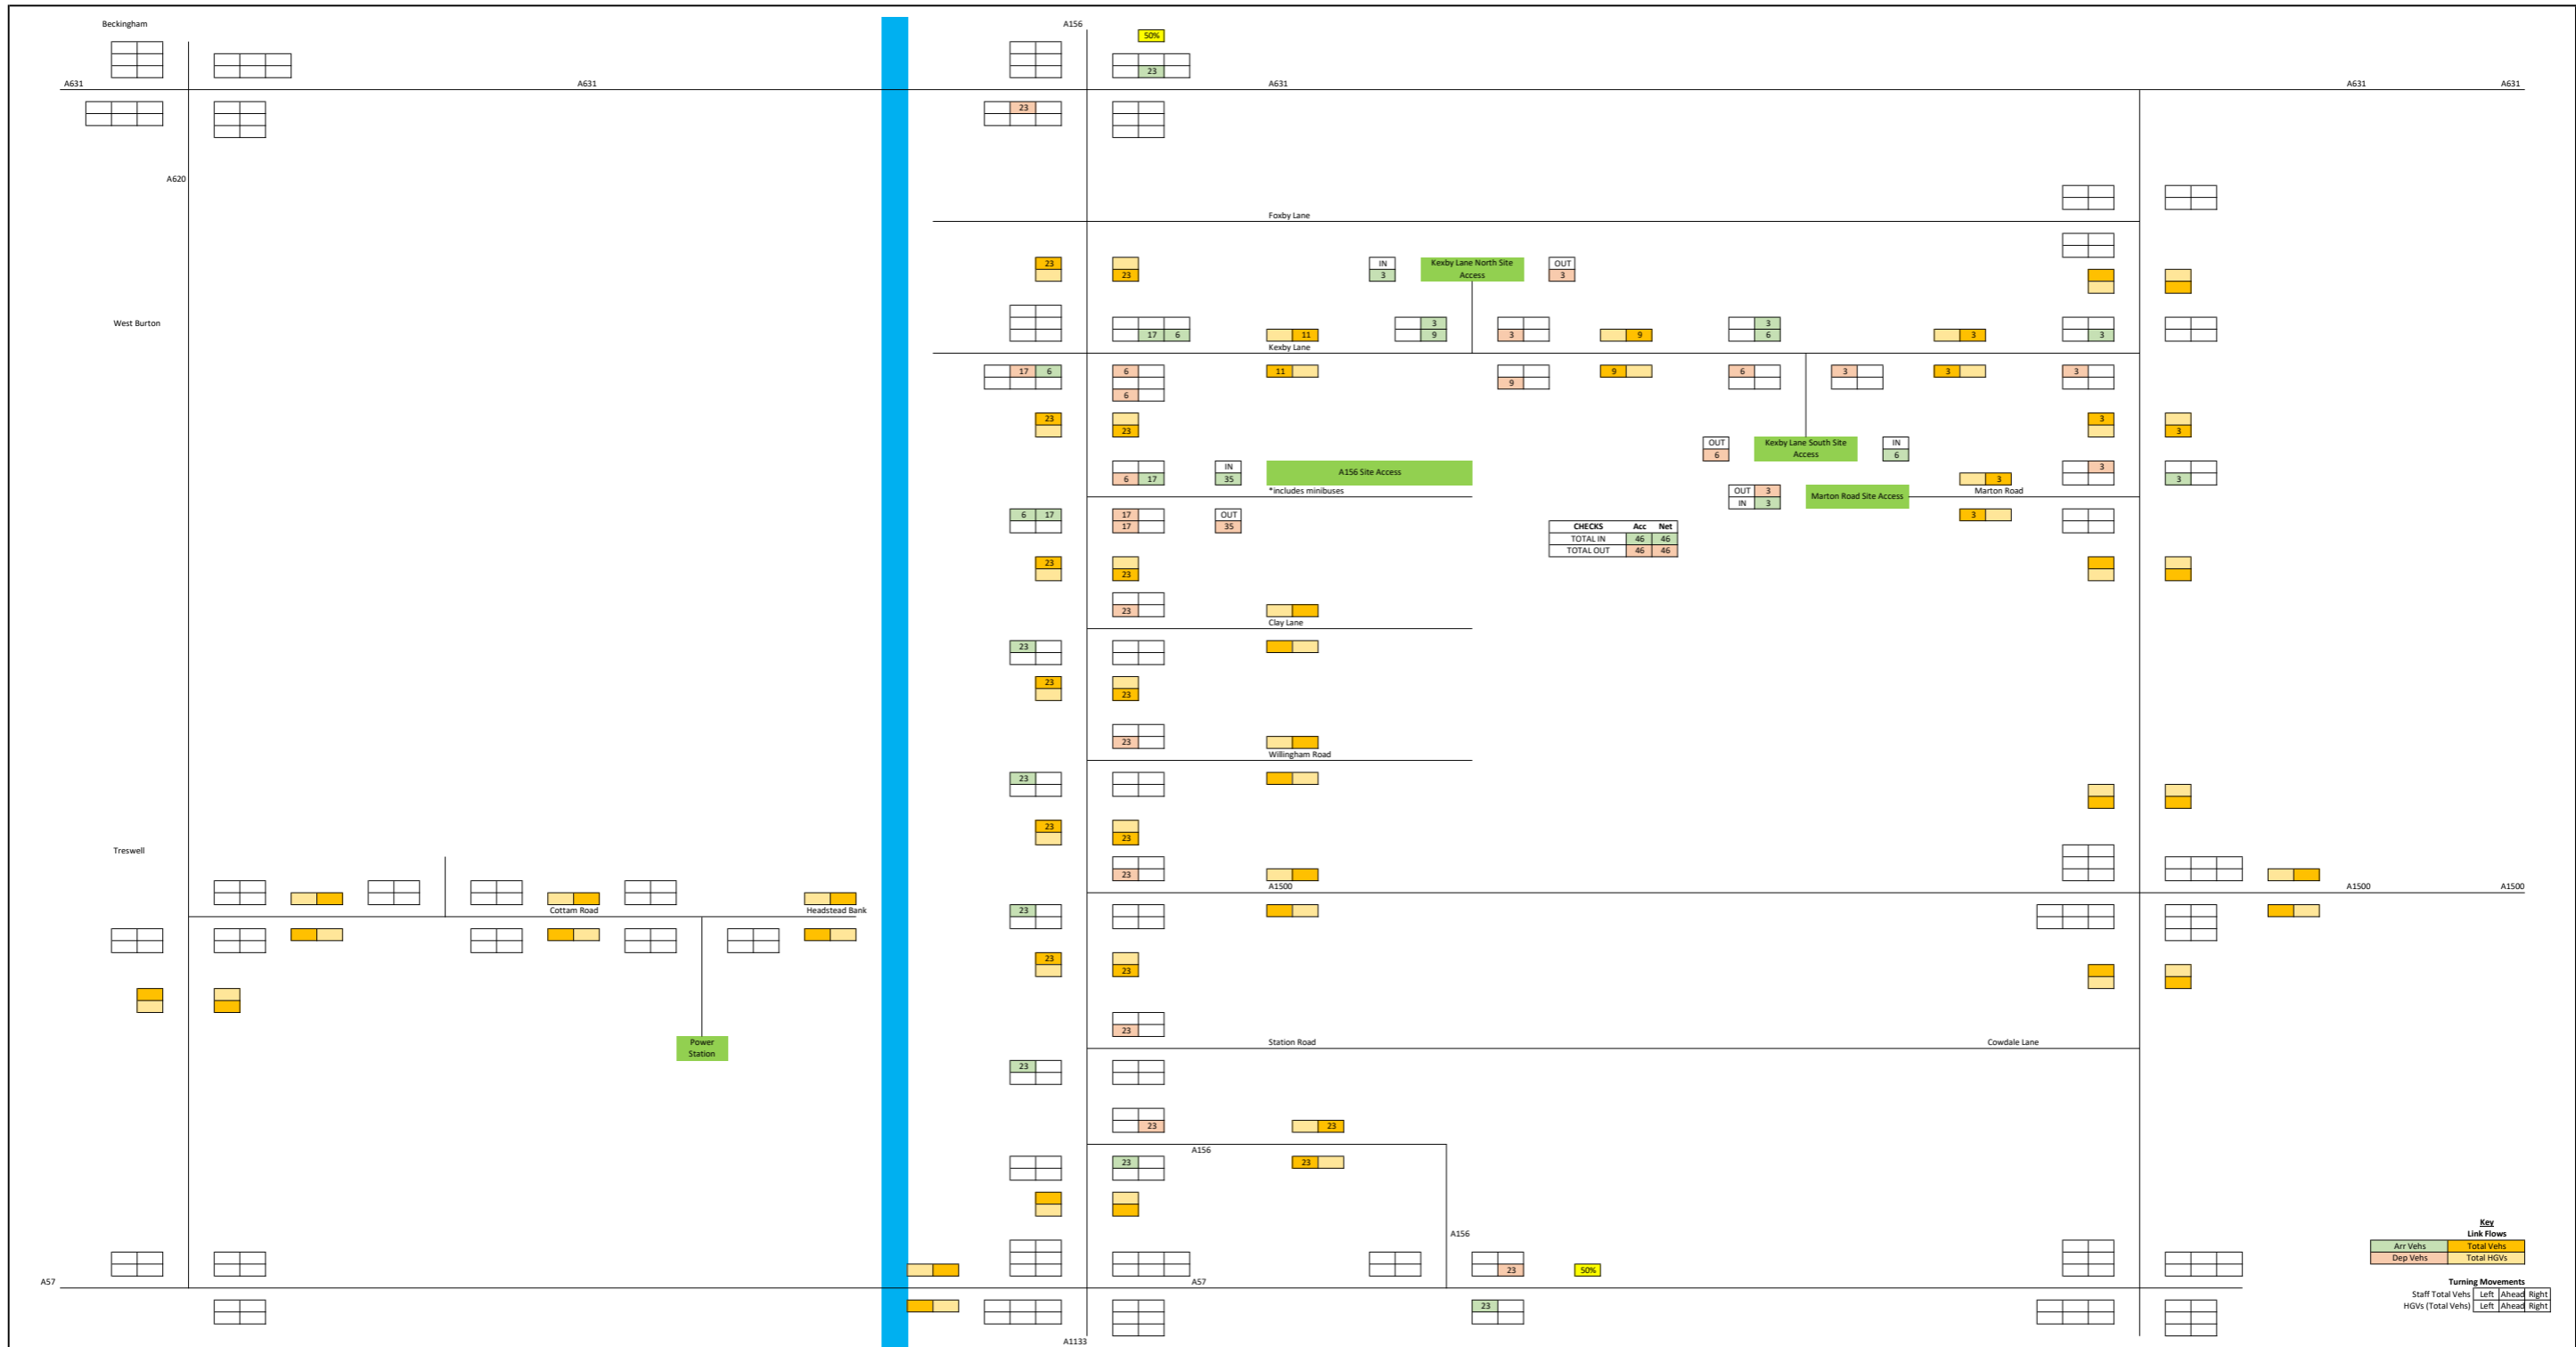 Beckingham
A156
50%
23
A631 A631 A631 A631 A631
23
A620
Foxby Lane
23 23
IN Kexby Lane North Site OUT
3 Access 3
West Burton
3 3
17 6 11 9 3 9 6 3 3
Kexby Lane
17 6 6 11 9 6 3 3 3
9
6
23 23 3 3
OUT Kexby Lane South Site IN
6 Access 6
IN A156 Site Access 3
6 17 35 3 3
*includes minibuses OUT 3 Marton Road Site Access Marton Road
IN 3
6 17 17 OUT 3
17 35
CHECKS Acc Net
TOTAL IN 46 46
TOTAL OUT 46 46
23 23
23
Clay Lane
23
23 23
23
Willingham Road
23
23 23
Treswell
23
A1500 A1500 A1500
Cottam Road Headstead Bank
23
23 23
23
Power
Station
Station Road Cowdale Lane
23
23 23
A156
23 23
A156
Key
Link Flows
Arr Vehs Total Vehs
Dep Vehs Total HGVs
23 50%
A57 A57
Turning Movements
Staff Total Vehs Left Ahead Right
HGVs (Total Vehs) Left Ahead Right
23
A1133